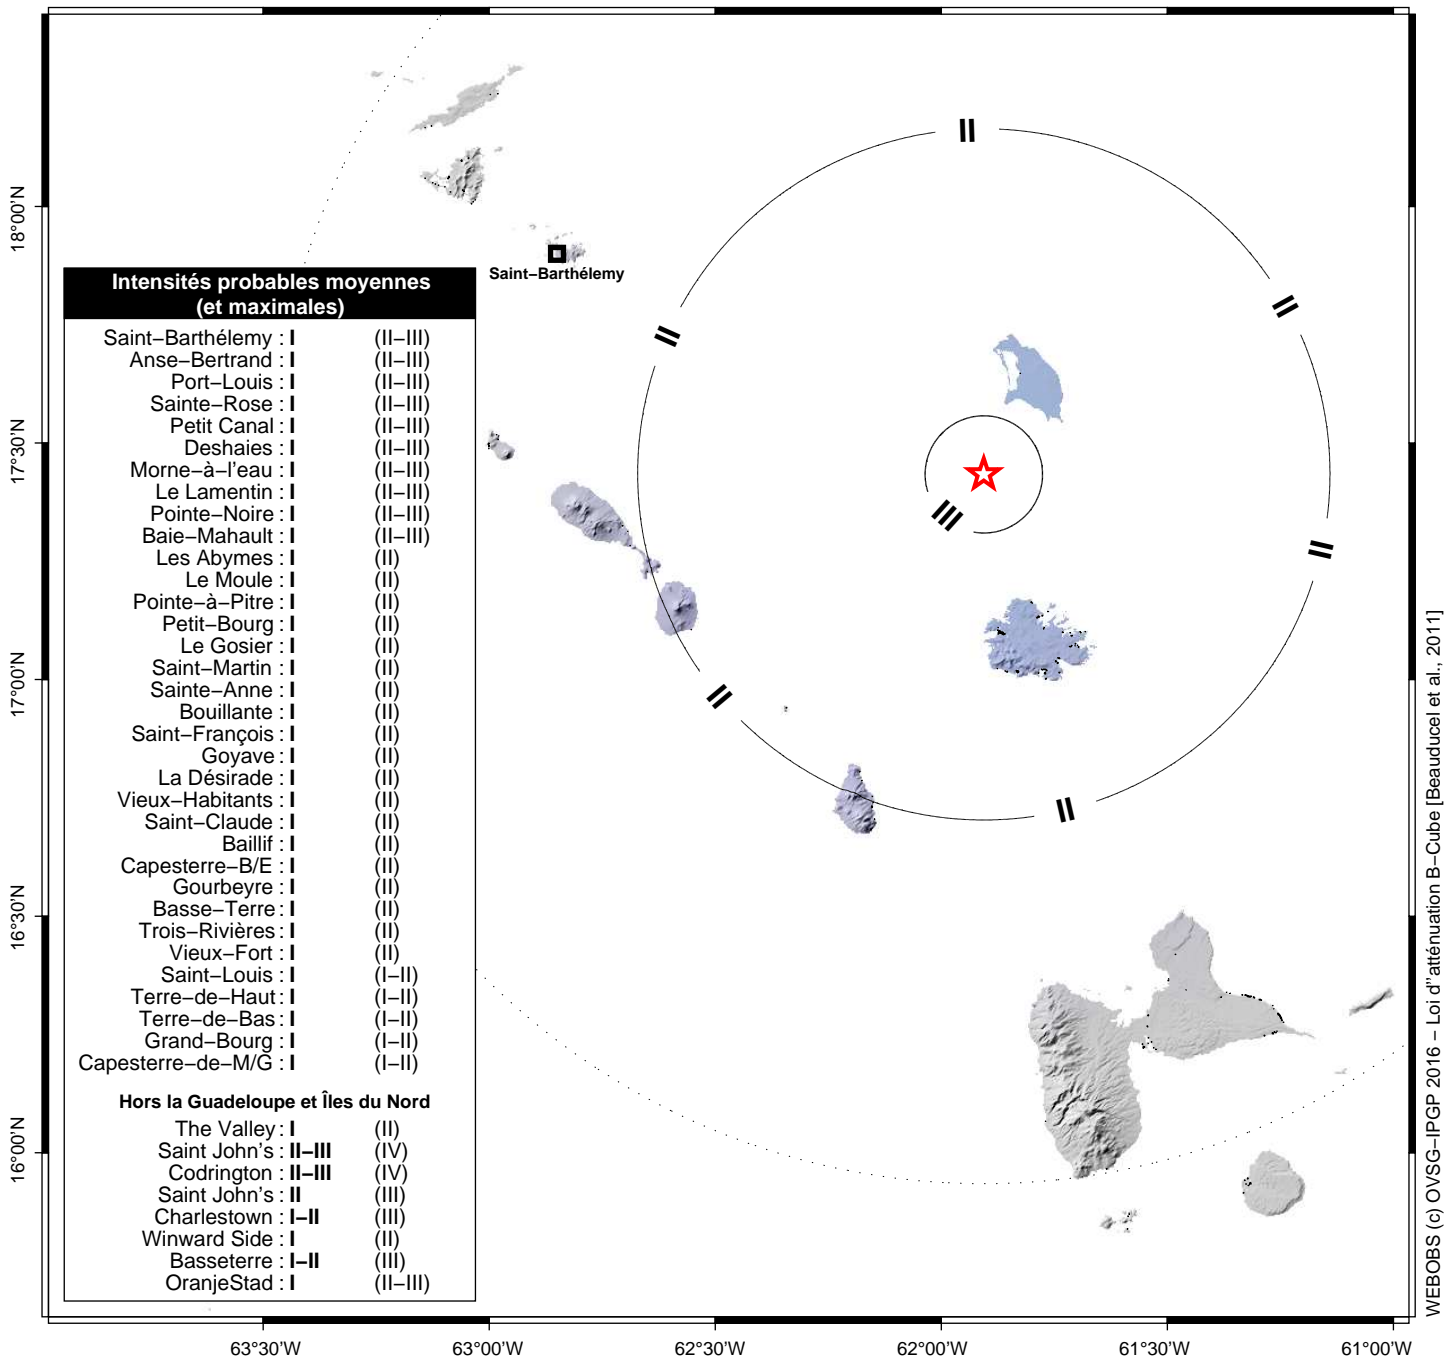 II
II
II
II
II
II
II
III
Saint−Barthélemy
Intensités probables moyennes
(et maximales)
Saint−Barthélemy : I (II−III)
Anse−Bertrand : I (II−III)
Port−Louis : I (II−III)
Sainte−Rose : I (II−III)
Petit Canal : I (II−III)
Deshaies : I (II−III)
Morne−à−l'eau : I (II−III)
Le Lamentin : I (II−III)
Pointe−Noire : I (II−III)
Baie−Mahault : I (II−III)
Les Abymes : I (II)
Le Moule : I (II)
Pointe−à−Pitre : I (II)
Petit−Bourg : I (II)
Le Gosier : I (II)
Saint−Martin : I (II)
Sainte−Anne : I (II)
Bouillante : I (II)
Saint−François : I (II)
Goyave : I (II)
La Désirade : I (II)
Vieux−Habitants : I (II)
Saint−Claude : I (II)
Baillif : I (II)
Capesterre−B/E : I (II)
Gourbeyre : I (II)
Basse−Terre : I (II)
Trois−Rivières : I (II)
Vieux−Fort : I (II)
Saint−Louis : I (I−II)
Terre−de−Haut : I (I−II)
Terre−de−Bas : I (I−II)
Grand−Bourg : I (I−II)
Capesterre−de−M/G : I (I−II)
Hors la Guadeloupe et Îles du Nord
The Valley : I (II)
Saint John's : II−III (IV)
Codrington : II−III (IV)
Saint John's : II (III)
Charlestown : I−II (III)
Winward Side : I (II)
Basseterre : I−II (III)
OranjeStad : I (II−III)
18°00'N
17°30'N
17°00'N
16°30'N
16°00'N
63°30'W
63°00'W
62°30'W
62°00'W
61°30'W
61°00'W
WEBOBS (c) OVSG−IPGP 2016 − Loi d''atténuation B−Cube [Beauducel et al., 2011]